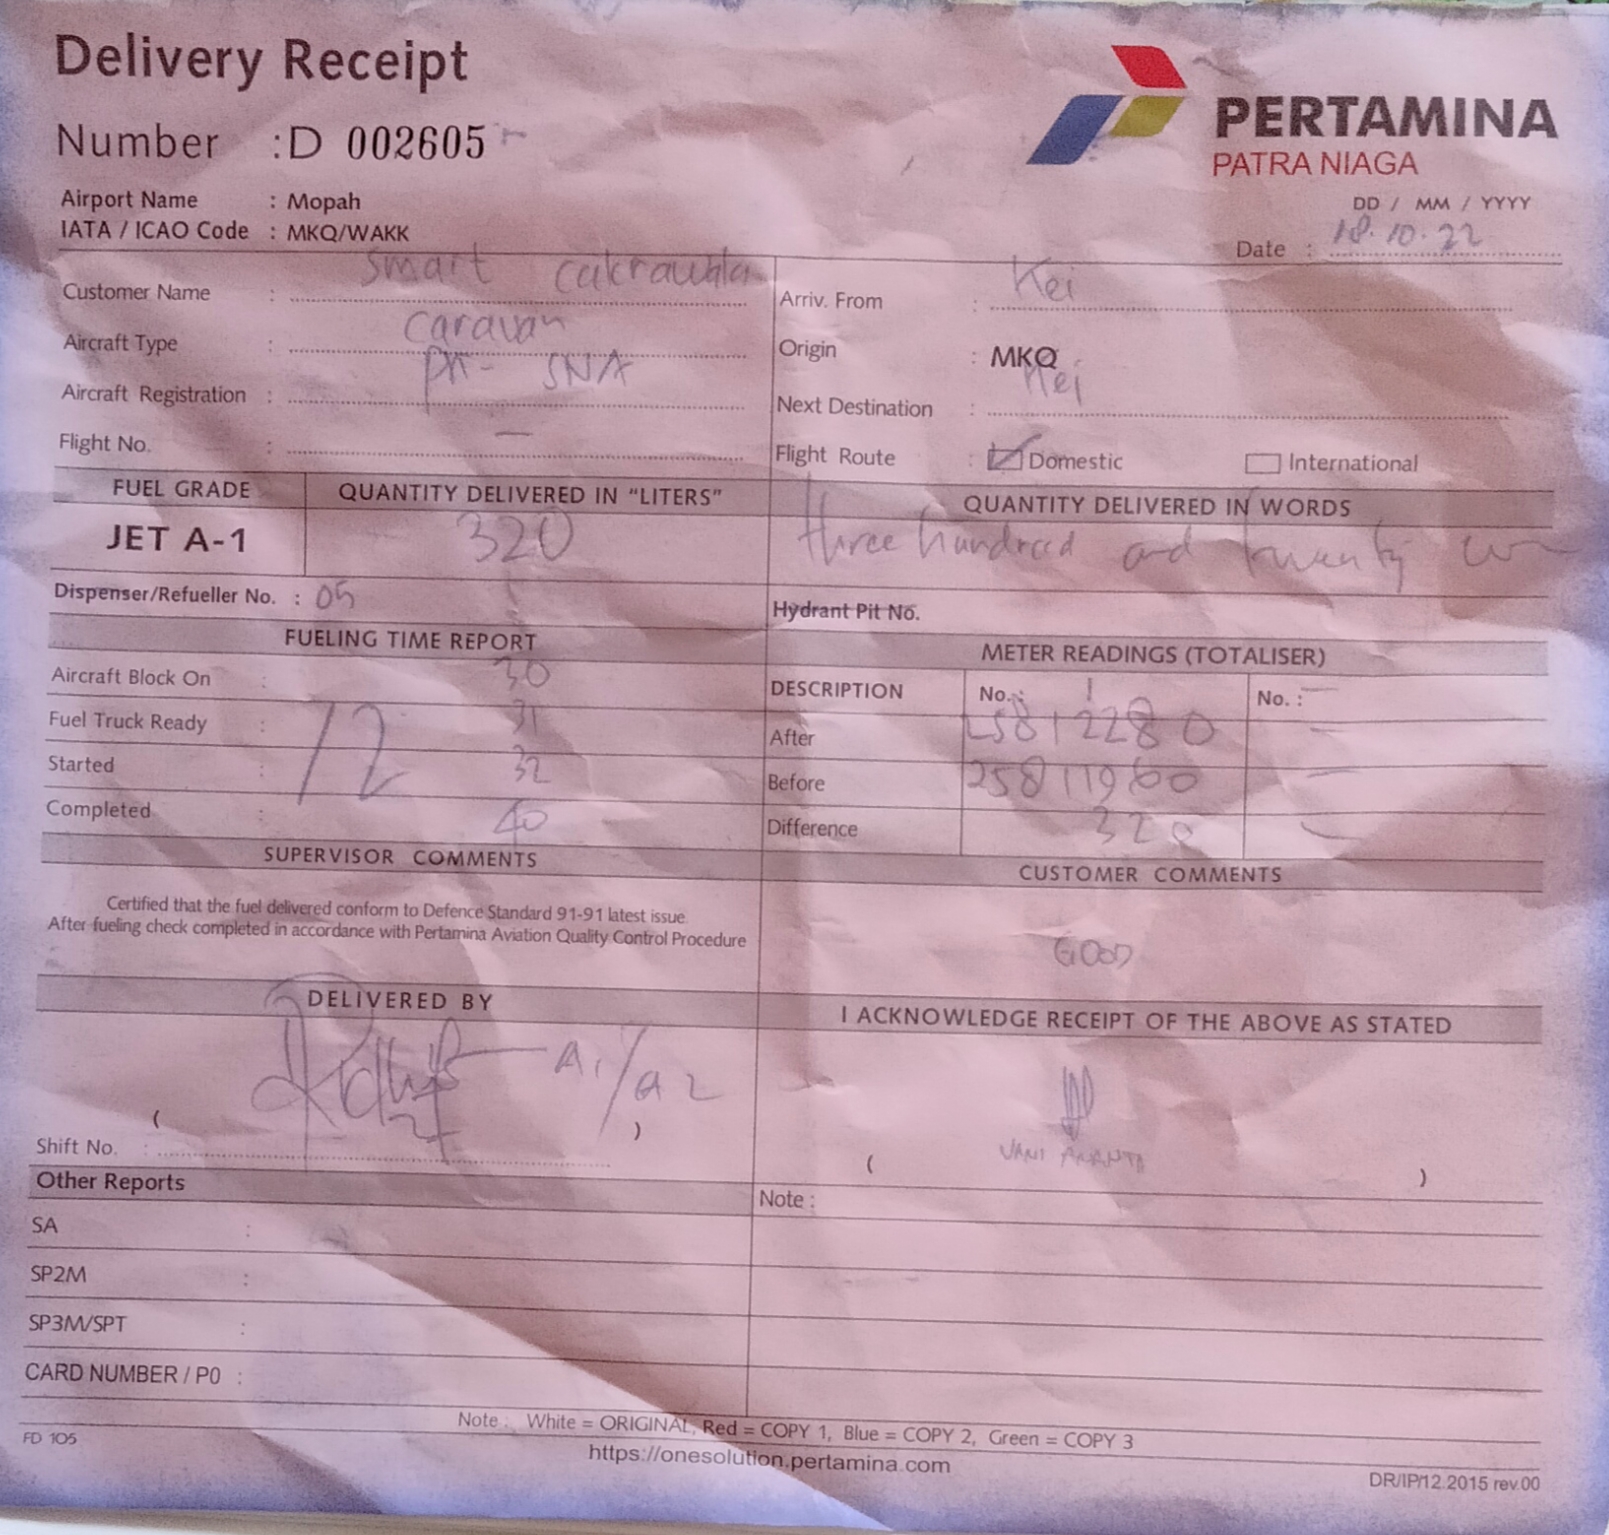 Delivery Receipt
PERTAMINA
PATRA NIAGA
Number :D 002605
Airport Name : Mopah
IATA / ICAO Code : MKQ/WAKK
DD / MM / YYYY
Date : 18.10.22
Customer Name : Smart Cakrawala
Arriv. From : Kei
Aircraft Type : Caravan
Origin : MKQ
Aircraft Registration : PK- SNA
Next Destination : Kei
Flight No. : —
Flight Route : Domestic International
FUEL GRADE QUANTITY DELIVERED IN “LITERS” QUANTITY DELIVERED IN WORDS
JET A-1 320 three hundred and twenty
Dispenser/Refueller No. : 05
Hydrant Pit No.
FUELING TIME REPORT
METER READINGS (TOTALISER)
Aircraft Block On : 30
DESCRIPTION No. : 1 No. : —
Fuel Truck Ready : 31
After 25812280 —
12
Started : 32
Before 25811960 —
Completed : 40
Difference 320 —
SUPERVISOR COMMENTS
CUSTOMER COMMENTS
Certified that the fuel delivered conform to Defence Standard 91-91 latest issue.
After fueling check completed in accordance with Pertamina Aviation Quality Control Procedure
GOOD
DELIVERED BY
I ACKNOWLEDGE RECEIPT OF THE ABOVE AS STATED
( )
Shift No. :
( )
Other Reports
Note :
SA :
SP2M :
SP3M/SPT :
CARD NUMBER / P0 :
Note : White = ORIGINAL, Red = COPY 1, Blue = COPY 2, Green = COPY 3
FD 105
https://onesolution.pertamina.com
DR/IP/12.2015 rev.00